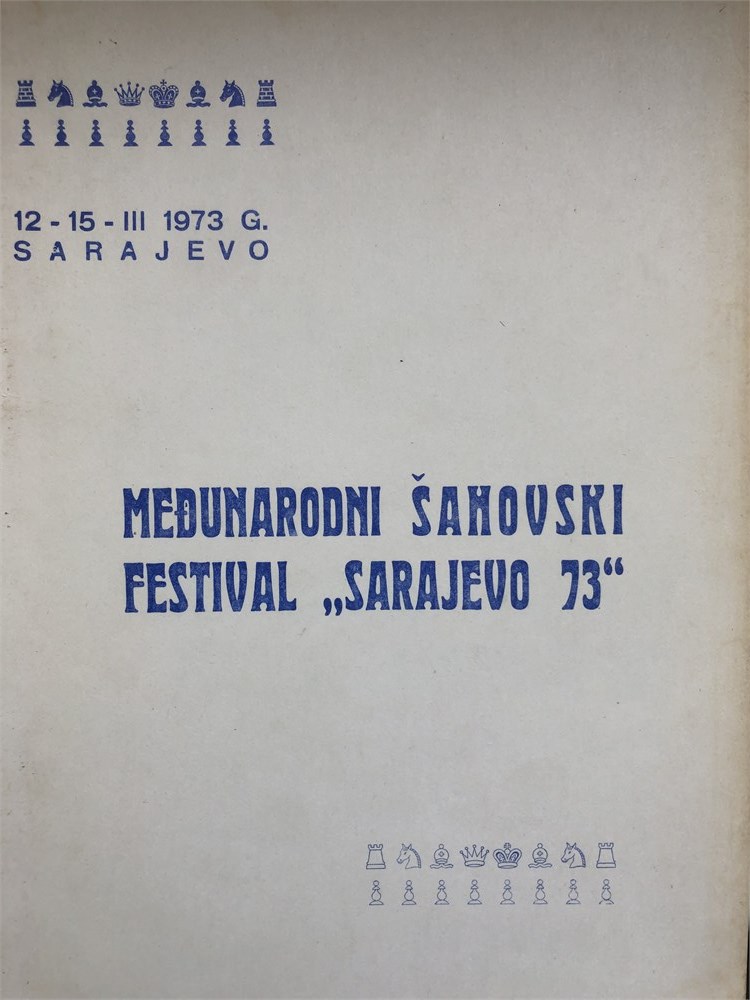 12 - 15 - III 1973 G.
SARAJEVO
MEĐUNARODNI ŠAHOVSKI
FESTIVAL „SARAJEVO 73“